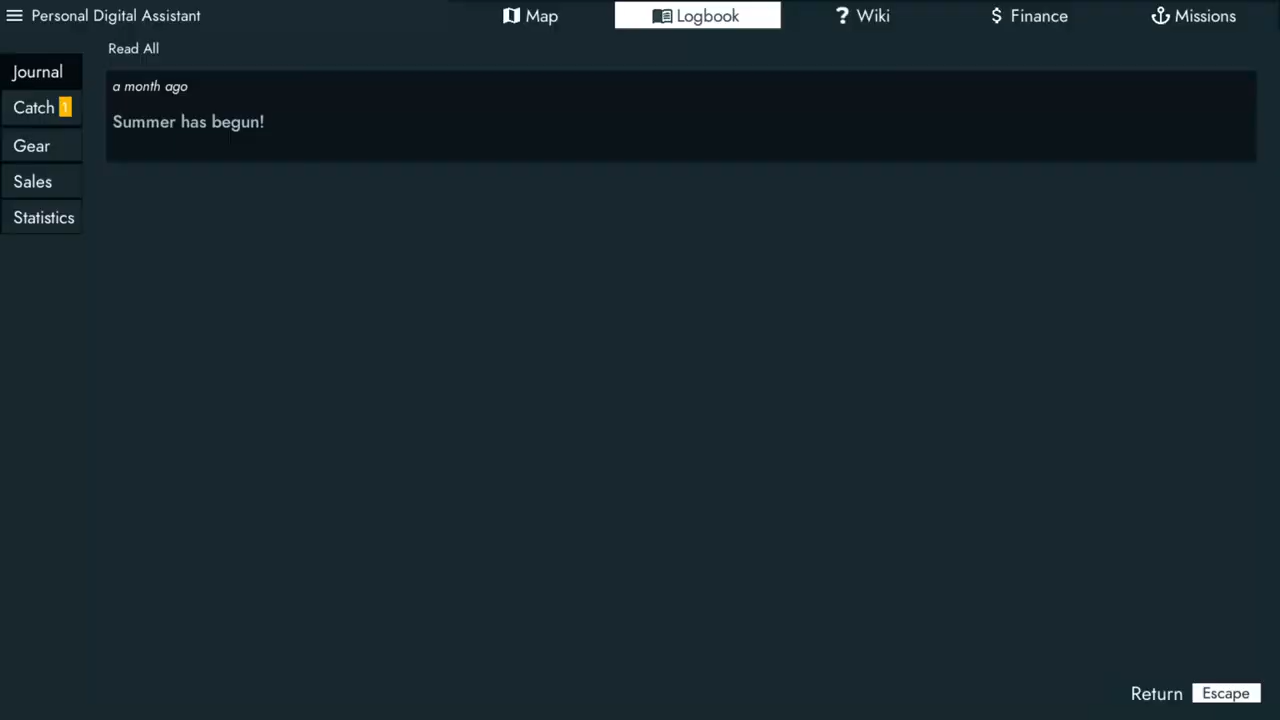 Personal Digital Assistant
Map
Logbook
? Wiki
$ Finance
Missions
Read All
Journal
Catch 1
Gear
Sales
Statistics
a month ago
Summer has begun!
Return Escape